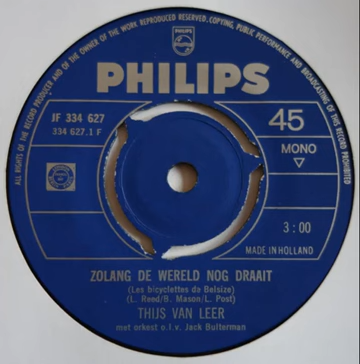 ALL RIGHTS OF THE RECORD PRODUCER AND OF THE OWNER OF THE WORK REPRODUCED RESERVED. COPYING, PUBLIC PERFORMANCE AND BROADCASTING OF THIS RECORD PROHIBITED
PHILIPS
PHILIPS
JF 334 627
334 627.1 F
45
MONO
3 : 00
MADE IN HOLLAND
ZOLANG DE WERELD NOG DRAAIT
(Les bicyclettes de Belsize)
(L. Reed/B. Mason/L. Post)
THIJS VAN LEER
met orkest o.l.v. Jack Bulterman